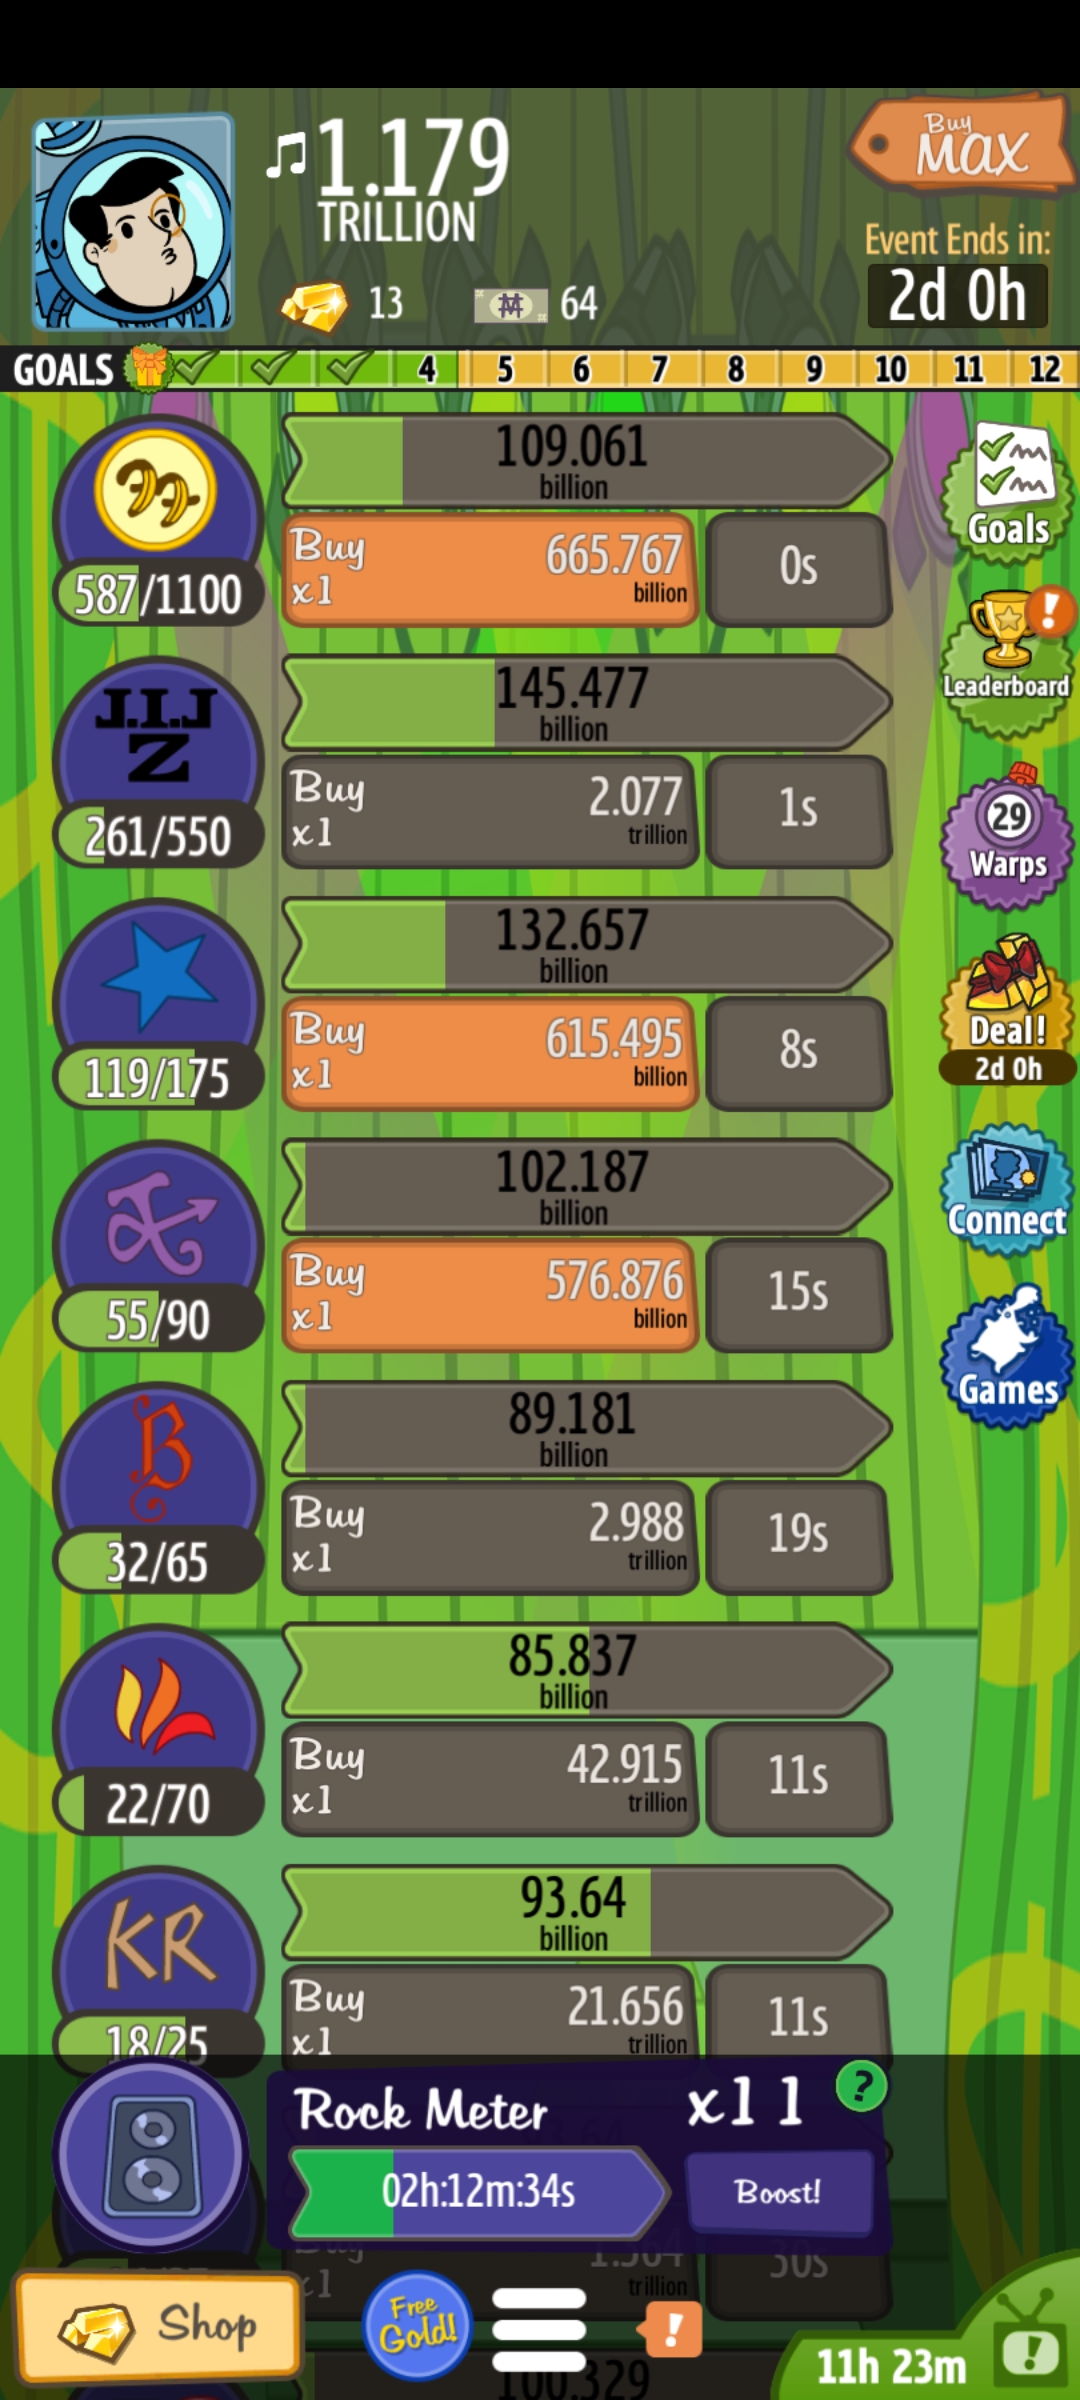 1.179
TRILLION
13
64
Buy
MAX
Event Ends in:
2d 0h
GOALS 4 5 6 7 8 9 10 11 12
109.061
billion
Buy
x1
665.767
billion
0s
587/1100
J.I.J
Z
145.477
billion
Buy
x1
2.077
trillion
1s
261/550
132.657
billion
Buy
x1
615.495
billion
8s
119/175
102.187
billion
Buy
x1
576.876
billion
15s
55/90
B
89.181
billion
Buy
x1
2.988
trillion
19s
32/65
85.837
billion
Buy
x1
42.915
trillion
11s
22/70
KR
93.64
billion
Buy
x1
21.656
trillion
11s
18/25
Goals
!
Leaderboard
29
Warps
Deal!
2d 0h
Connect
Games
Rock Meter
x11
?
02h:12m:34s
Boost!
Buy
x1
1.564
trillion
30s
Shop
Free
Gold!
!
11h 23m
!
100.329